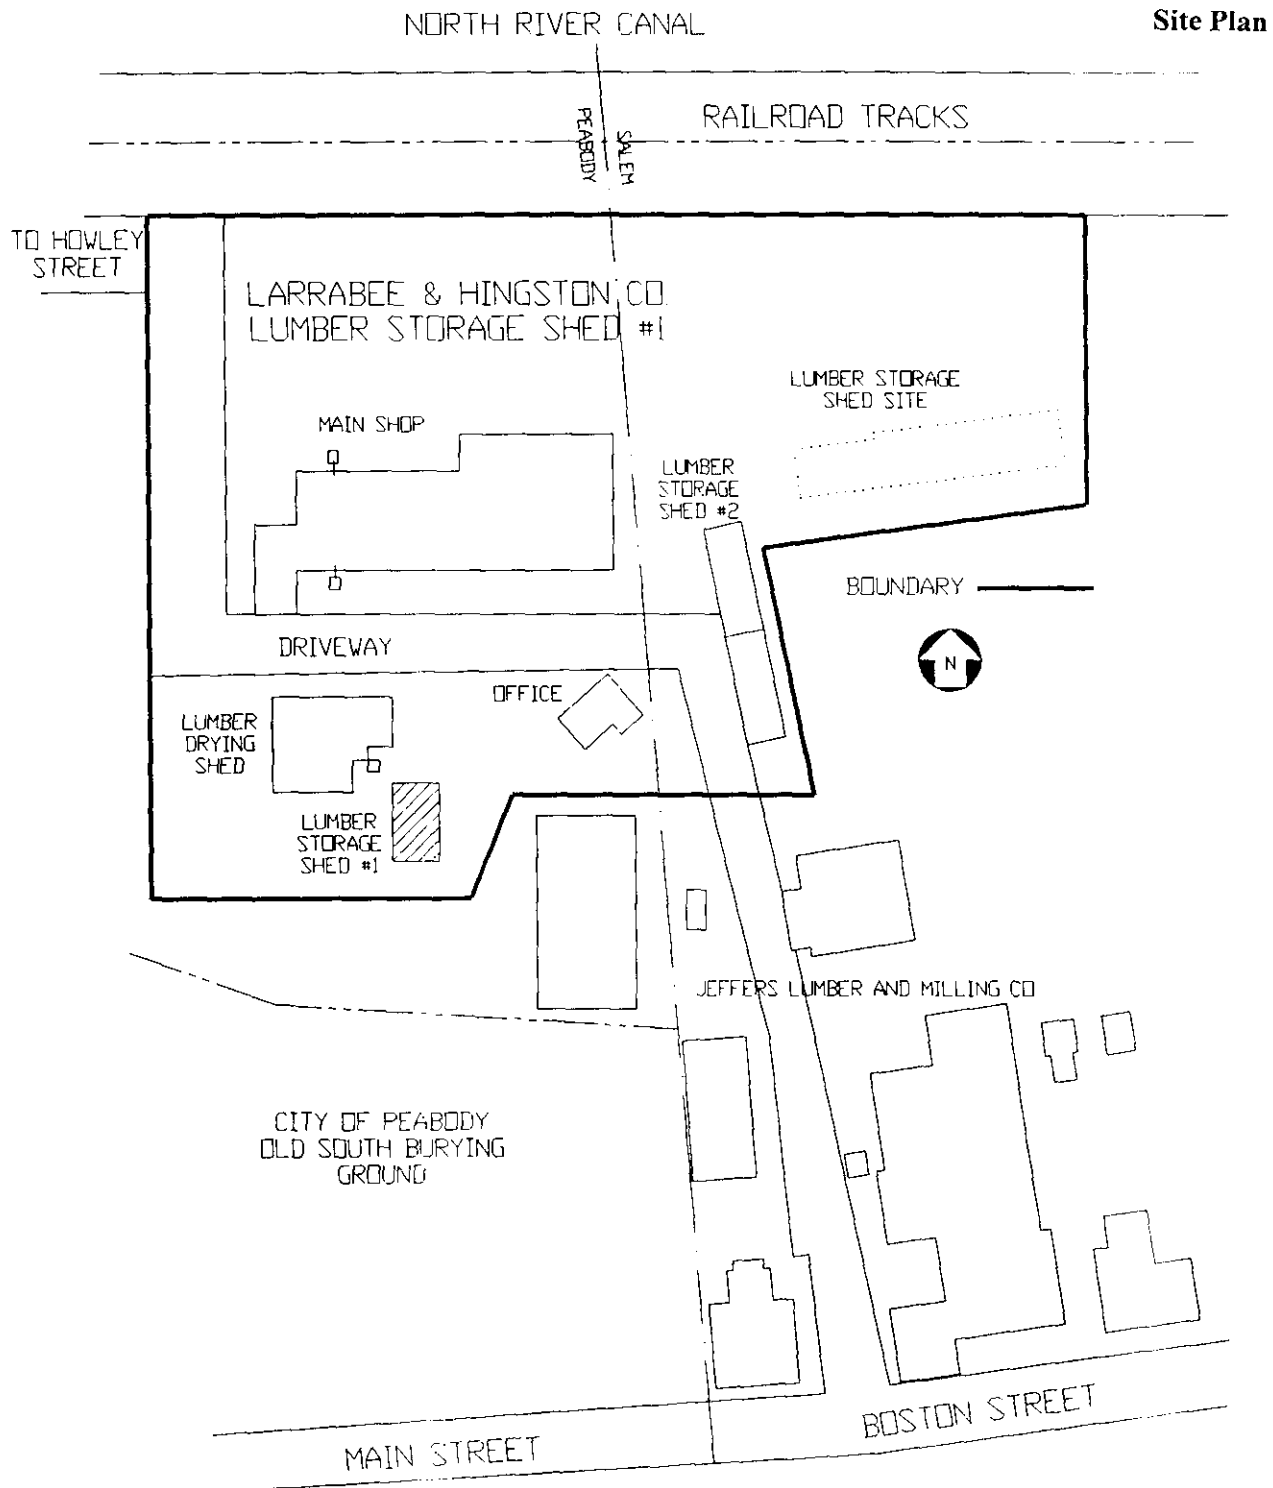 Site Plan
NORTH RIVER CANAL
RAILROAD TRACKS
PEABODY
SALEM
TO HOWLEY
STREET
LARRABEE & HINGSTON CO.
LUMBER STORAGE SHED #1
LUMBER STORAGE
SHED SITE
MAIN SHOP
LUMBER
STORAGE
SHED #2
BOUNDARY
DRIVEWAY
N
OFFICE
LUMBER
DRYING
SHED
LUMBER
STORAGE
SHED #1
JEFFERS LUMBER AND MILLING CO
CITY OF PEABODY
OLD SOUTH BURYING
GROUND
BOSTON STREET
MAIN STREET